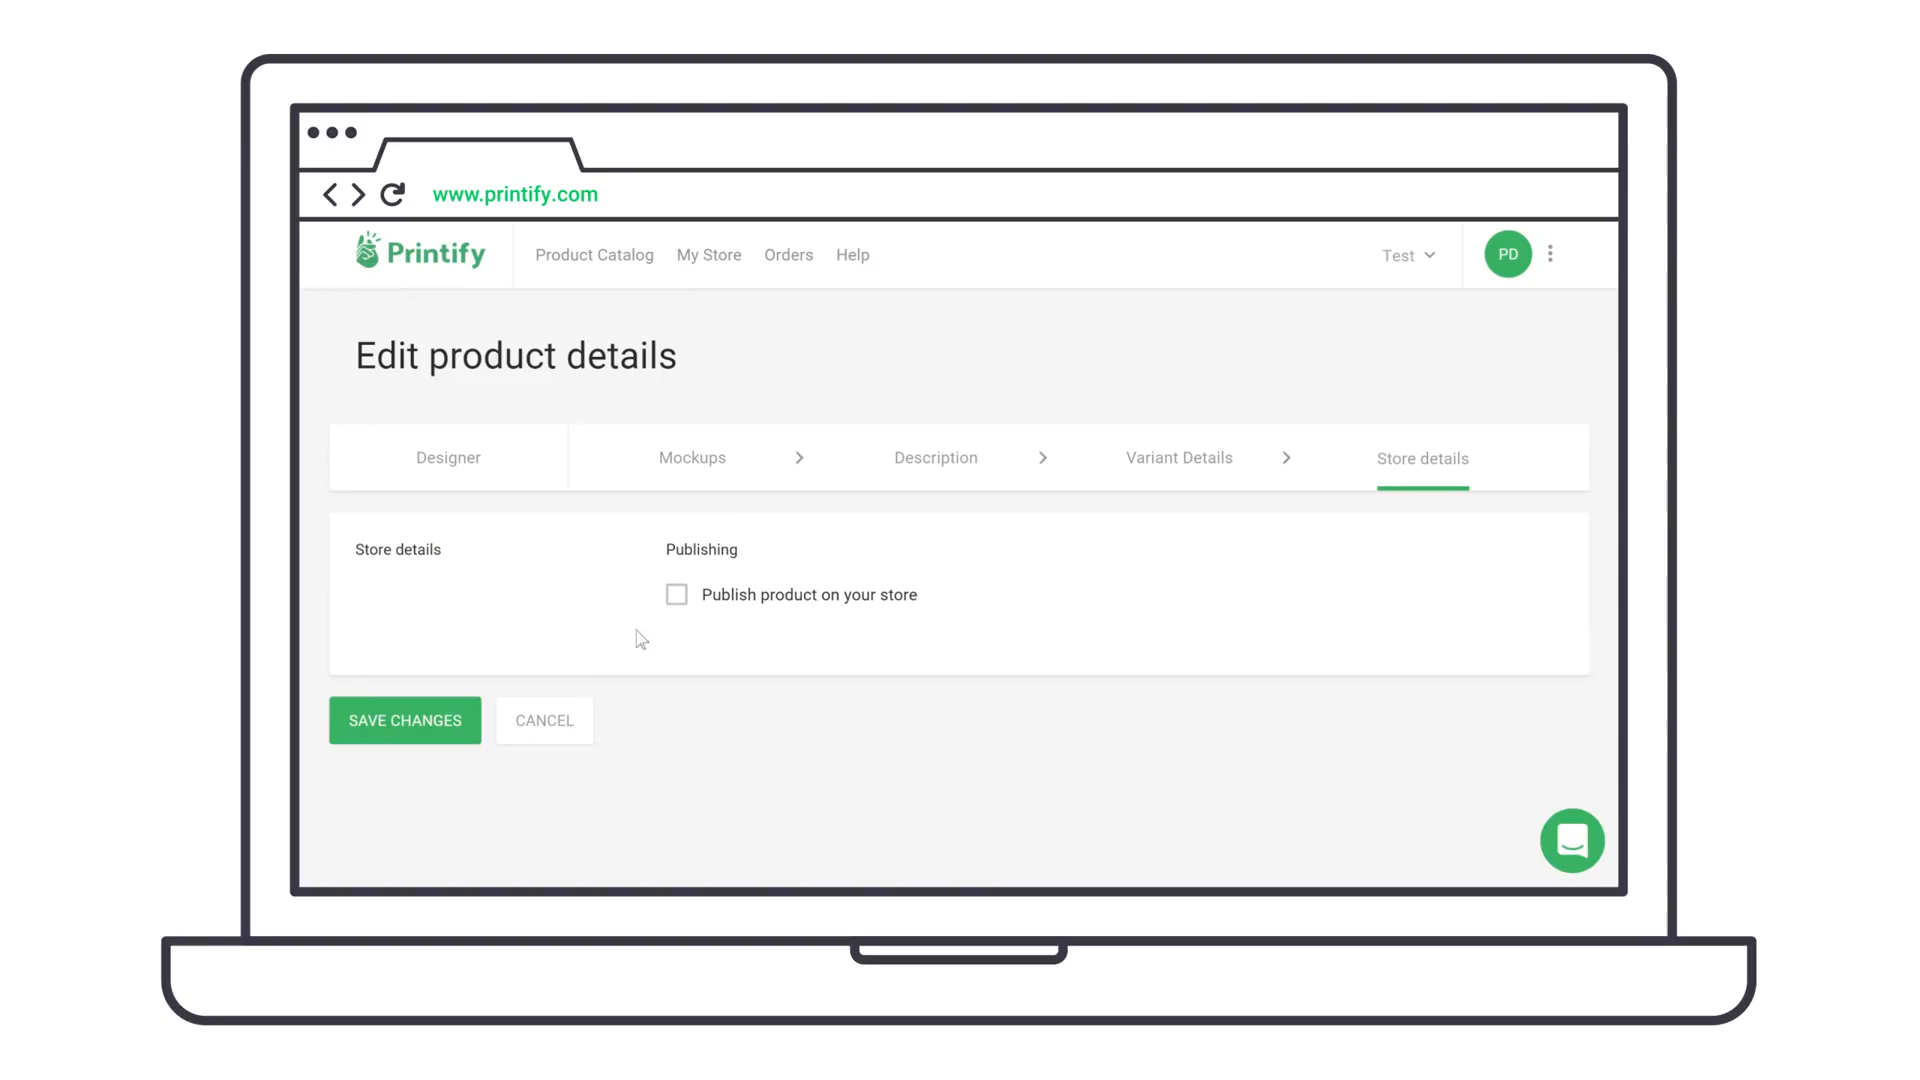 www.printify.com
Printify
Product Catalog My Store Orders Help Test PD
Edit product details
Designer Mockups Description Variant Details Store details
Store details Publishing
Publish product on your store
SAVE CHANGES CANCEL